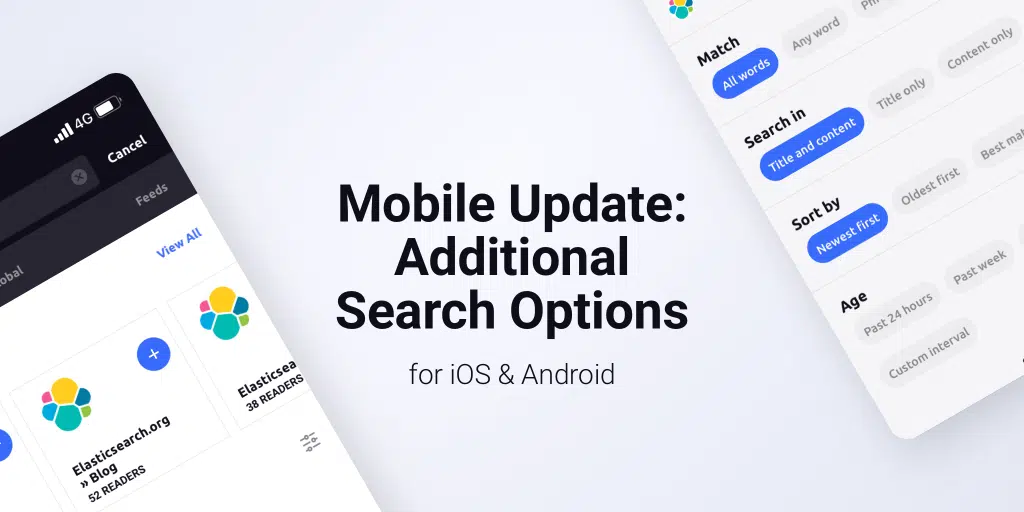 4G
Cancel
Feeds
View All
Elasticsearch.org
» Blog
52 READERS
38 READERS
Mobile Update:
Additional
Search Options
for iOS & Android
Match
All words
Any word
Search in
Title and content
Title only
Content only
Sort by
Newest first
Oldest first
Best
Age
Past 24 hours
Past week
Custom interval